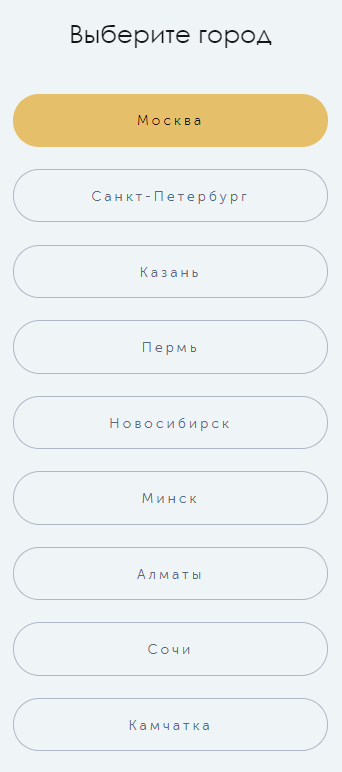 Выберите город
Москва
Санкт-Петербург
Казань
Пермь
Новосибирск
Минск
Алматы
Сочи
Камчатка